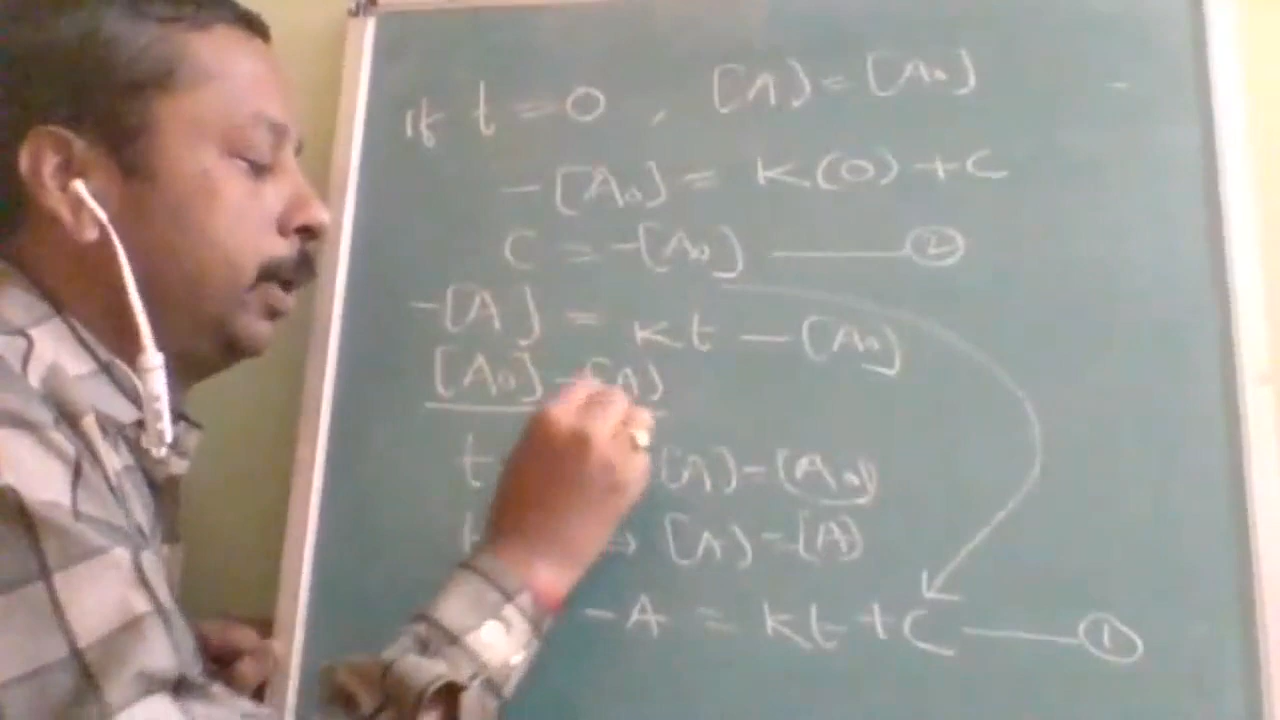 If t = 0 , [A] = [A₀]
-[A₀] = K(0) + C
C = -[A₀] —— ②
-[A] = Kt - [A₀]
[A₀] - [A]
t [A] = [A₀]
t ⇒ [A] = [A]
-A = Kt + C —— ①